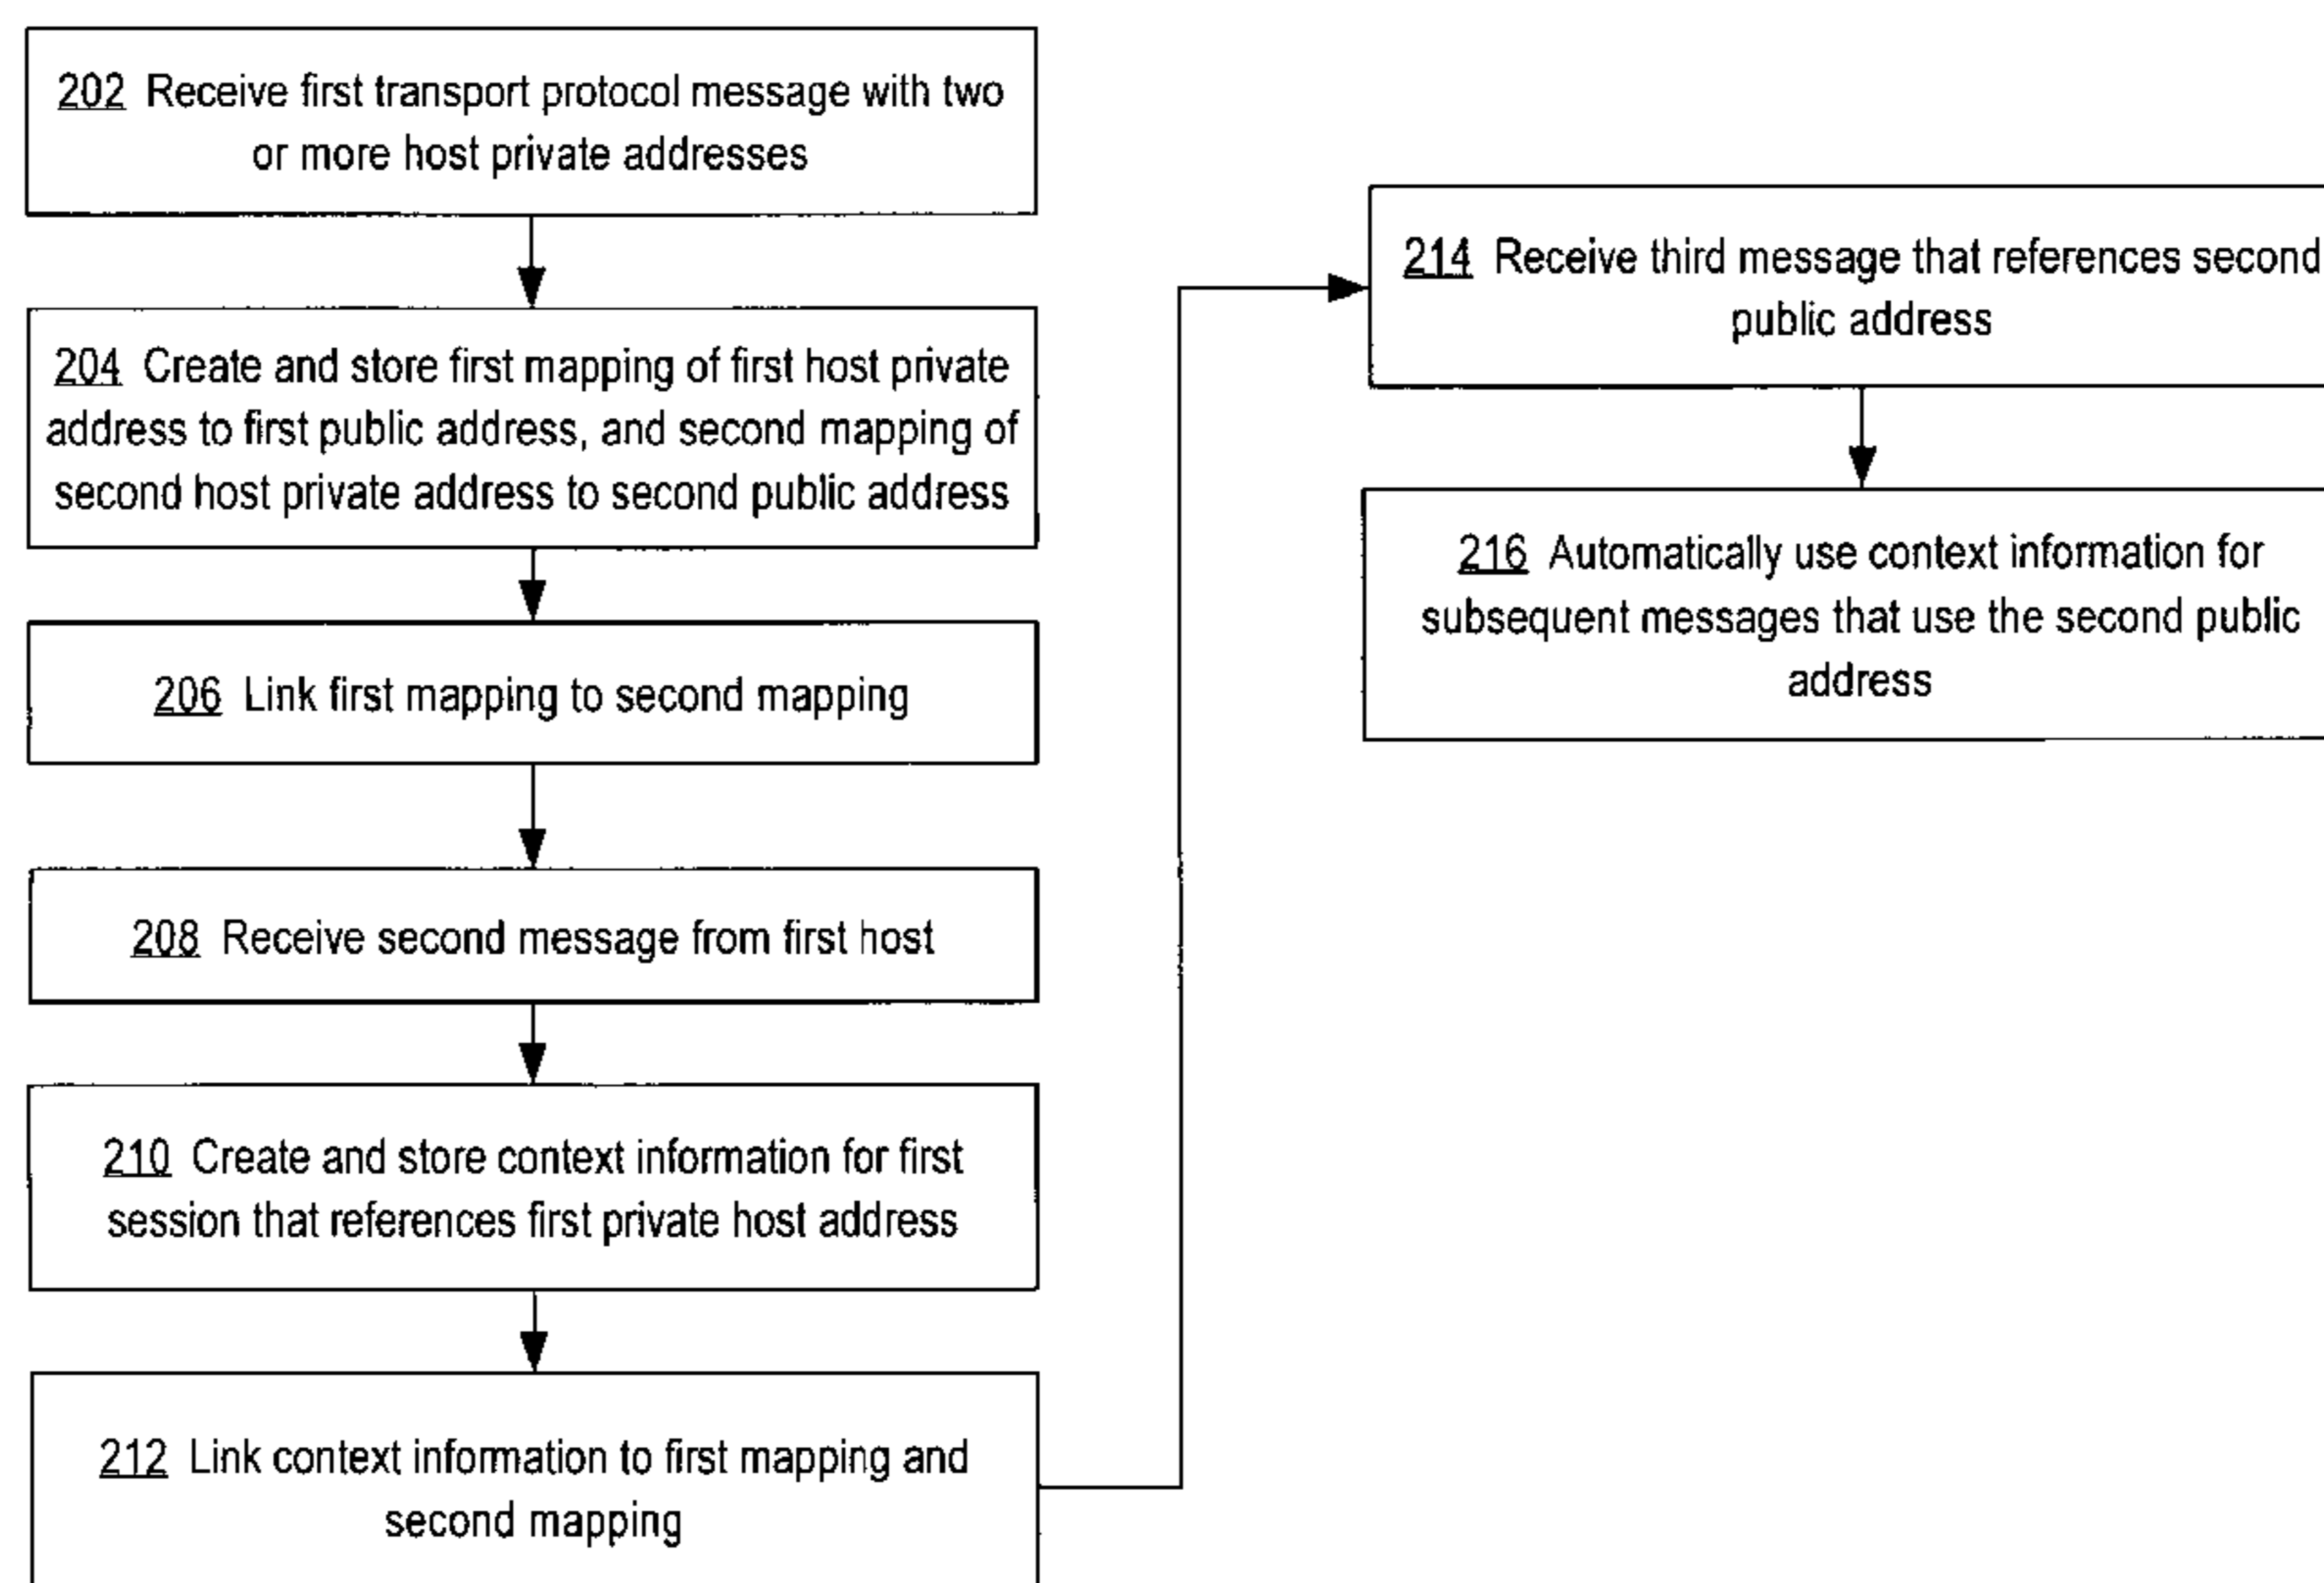 202 Receive first transport protocol message with two
or more host private addresses
204 Create and store first mapping of first host private
address to first public address, and second mapping of
second host private address to second public address
206 Link first mapping to second mapping
208 Receive second message from first host
210 Create and store context information for first
session that references first private host address
212 Link context information to first mapping and
second mapping
214 Receive third message that references second
public address
216 Automatically use context information for
subsequent messages that use the second public
address